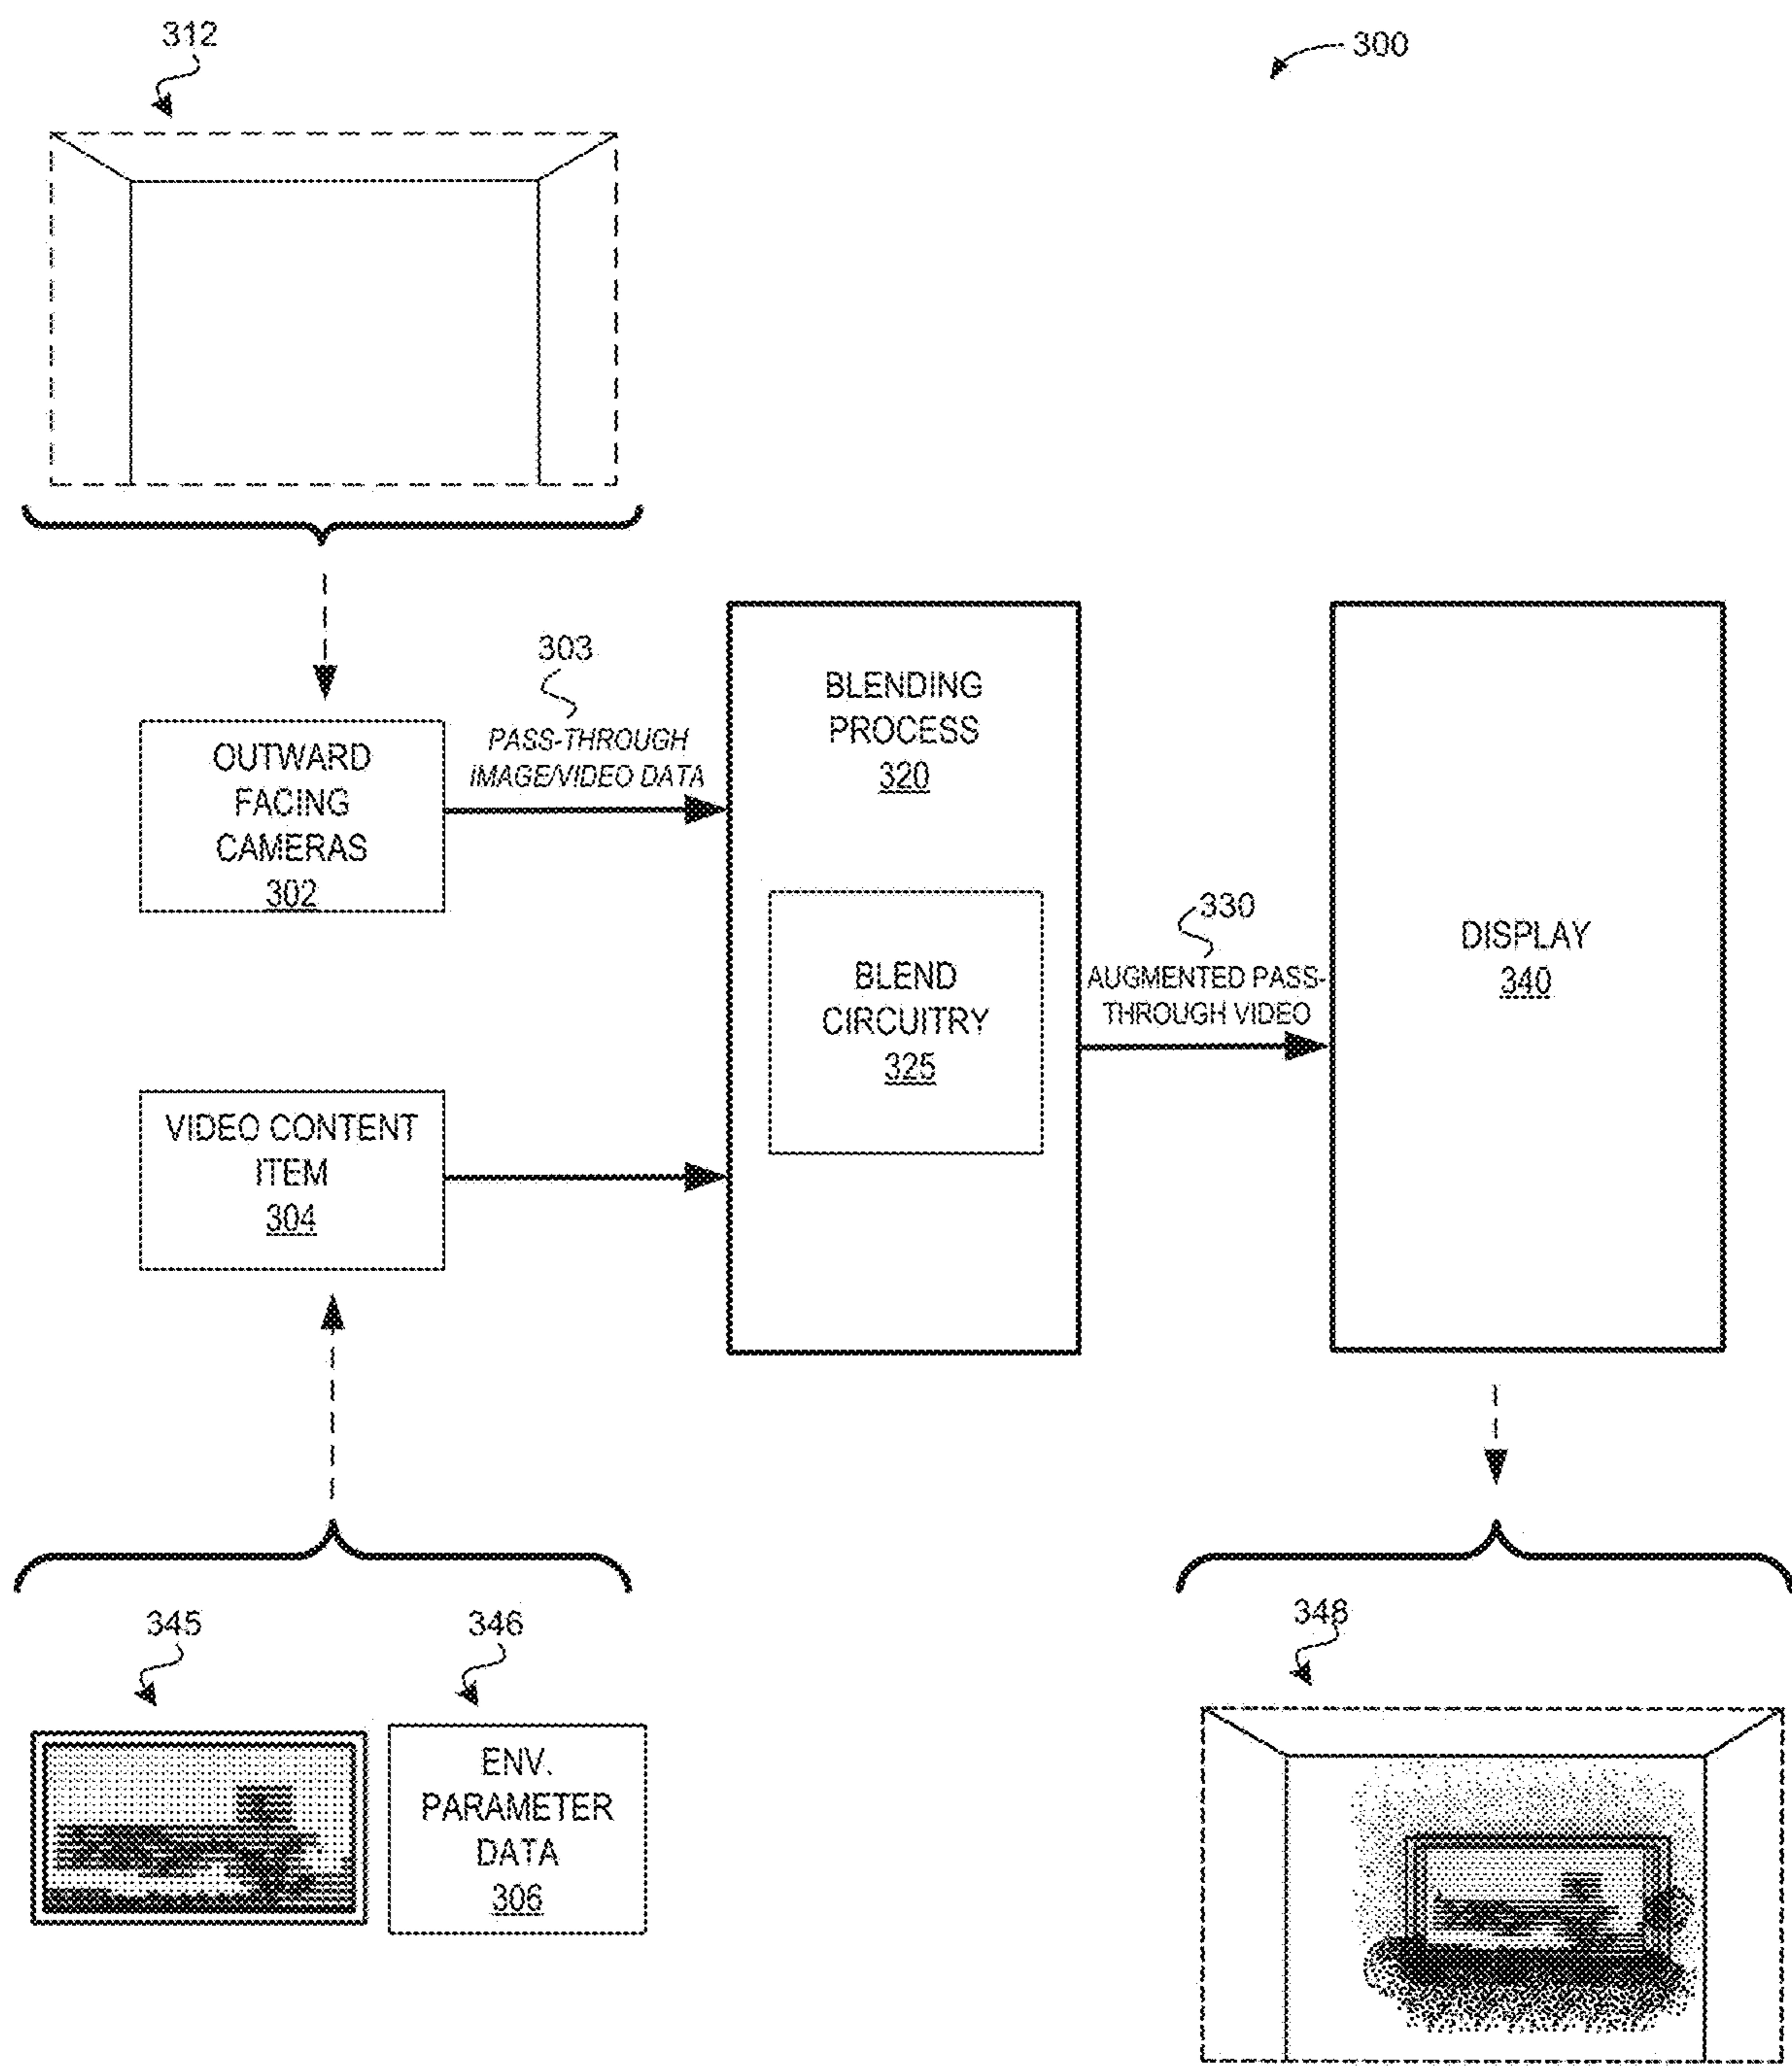 312
300
303
PASS-THROUGH
IMAGE/VIDEO DATA
OUTWARD
FACING
CAMERAS
302
BLENDING
PROCESS
320
BLEND
CIRCUITRY
325
330
AUGMENTED PASS-
THROUGH VIDEO
DISPLAY
340
VIDEO CONTENT
ITEM
304
345
346
ENV.
PARAMETER
DATA
306
348